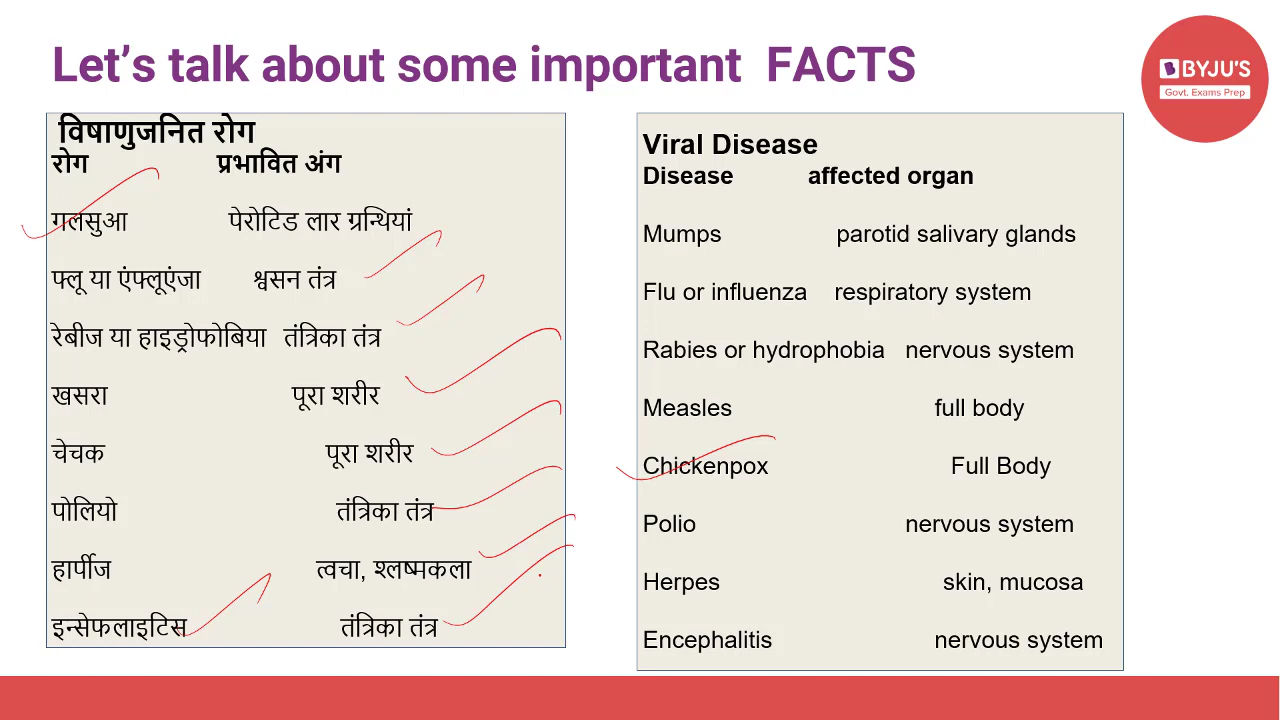 Let's talk about some important FACTS
BYJU'S
Govt. Exams Prep
विषाणुजनित रोग
रोग प्रभावित अंग
गलसुआ पेरोटिड लार ग्रन्थियां
फ्लू या एंफ्लूएंजा श्वसन तंत्र
रेबीज या हाइड्रोफोबिया तंत्रिका तंत्र
खसरा पूरा शरीर
चेचक पूरा शरीर
पोलियो तंत्रिका तंत्र
हार्पीज त्वचा, श्लष्मकला
इन्सेफलाइटिस तंत्रिका तंत्र
Viral Disease
Disease affected organ
Mumps parotid salivary glands
Flu or influenza respiratory system
Rabies or hydrophobia nervous system
Measles full body
Chickenpox Full Body
Polio nervous system
Herpes skin, mucosa
Encephalitis nervous system